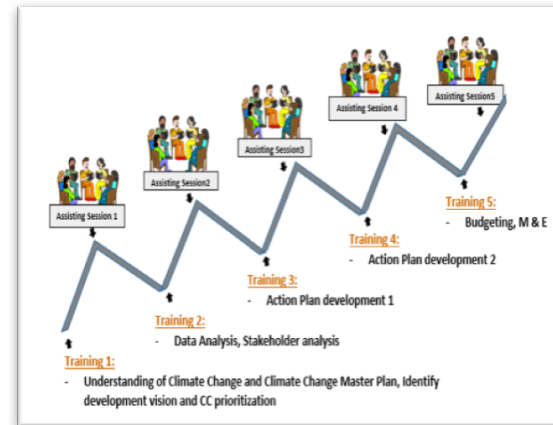 Assisting Session5
Assisting Session 4
Assisting Session3
Assisting Session2
Assisting Session 1
Training 5:
- Budgeting, M & E
Training 4:
- Action Plan development 2
Training 3:
- Action Plan development 1
Training 2:
- Data Analysis, Stakeholder analysis
Training 1:
- Understanding of Climate Change and Climate Change Master Plan, Identify
development vision and CC prioritization